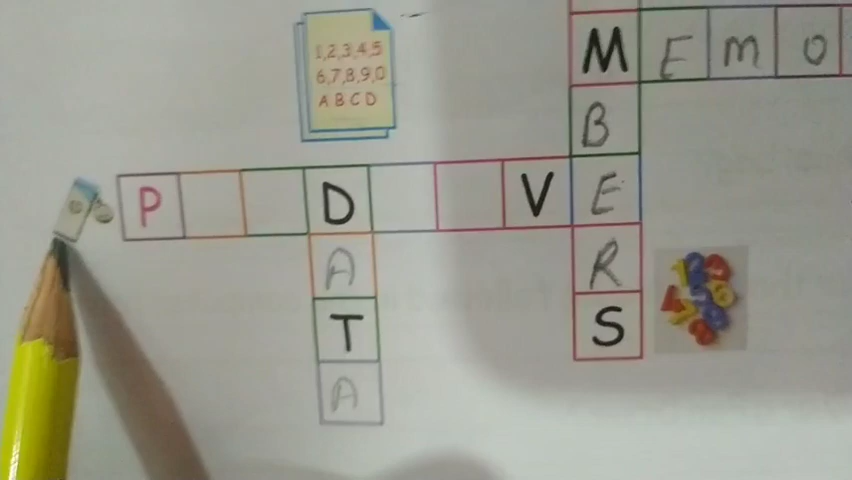 1,2,3,4,5
6,7,8,9,0
A B C D
M E M O
B
P D V E
A R
T S
A